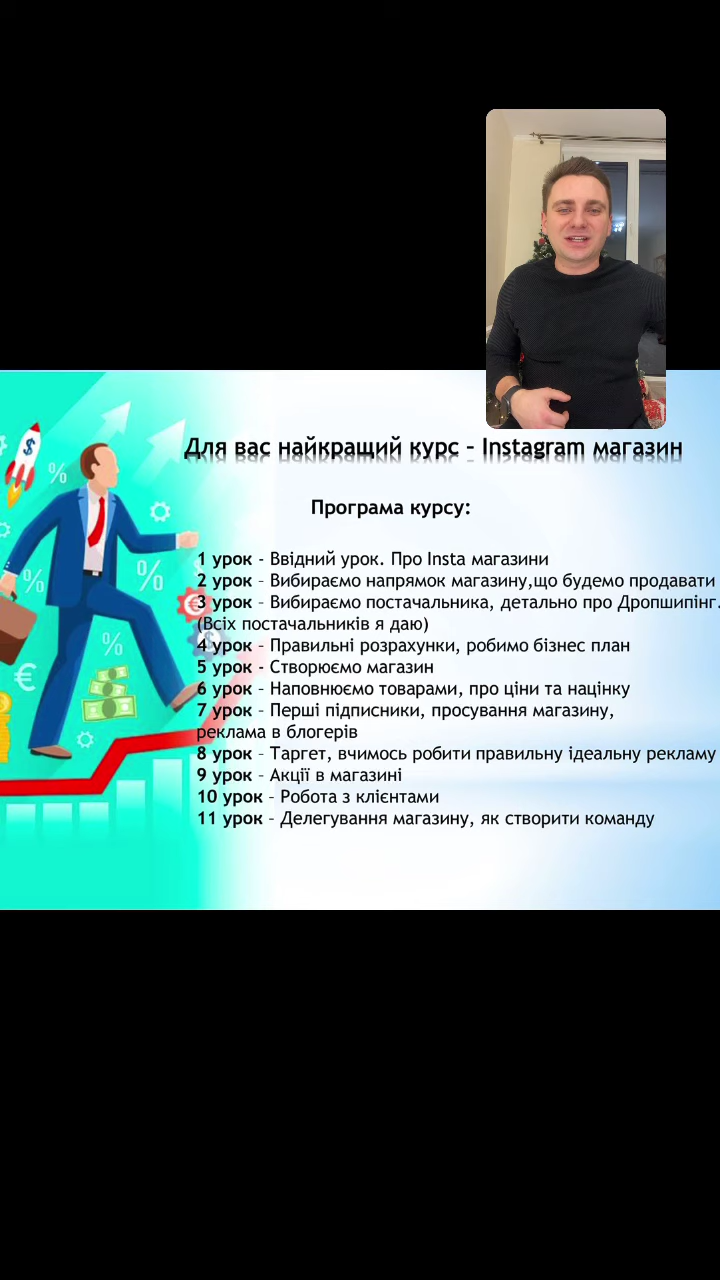 Для вас найкращий курс – Instagram магазин
Програма курсу:
1 урок - Ввідний урок. Про Insta магазини
2 урок – Вибираємо напрямок магазину,що будемо продавати
3 урок – Вибираємо постачальника, детально про Дропшипінг.
(Всіх постачальників я даю)
4 урок – Правильні розрахунки, робимо бізнес план
5 урок - Створюємо магазин
6 урок – Наповнюємо товарами, про ціни та націнку
7 урок – Перші підписники, просування магазину,
реклама в блогерів
8 урок – Таргет, вчимось робити правильну ідеальну рекламу
9 урок – Акції в магазині
10 урок – Робота з клієнтами
11 урок – Делегування магазину, як створити команду